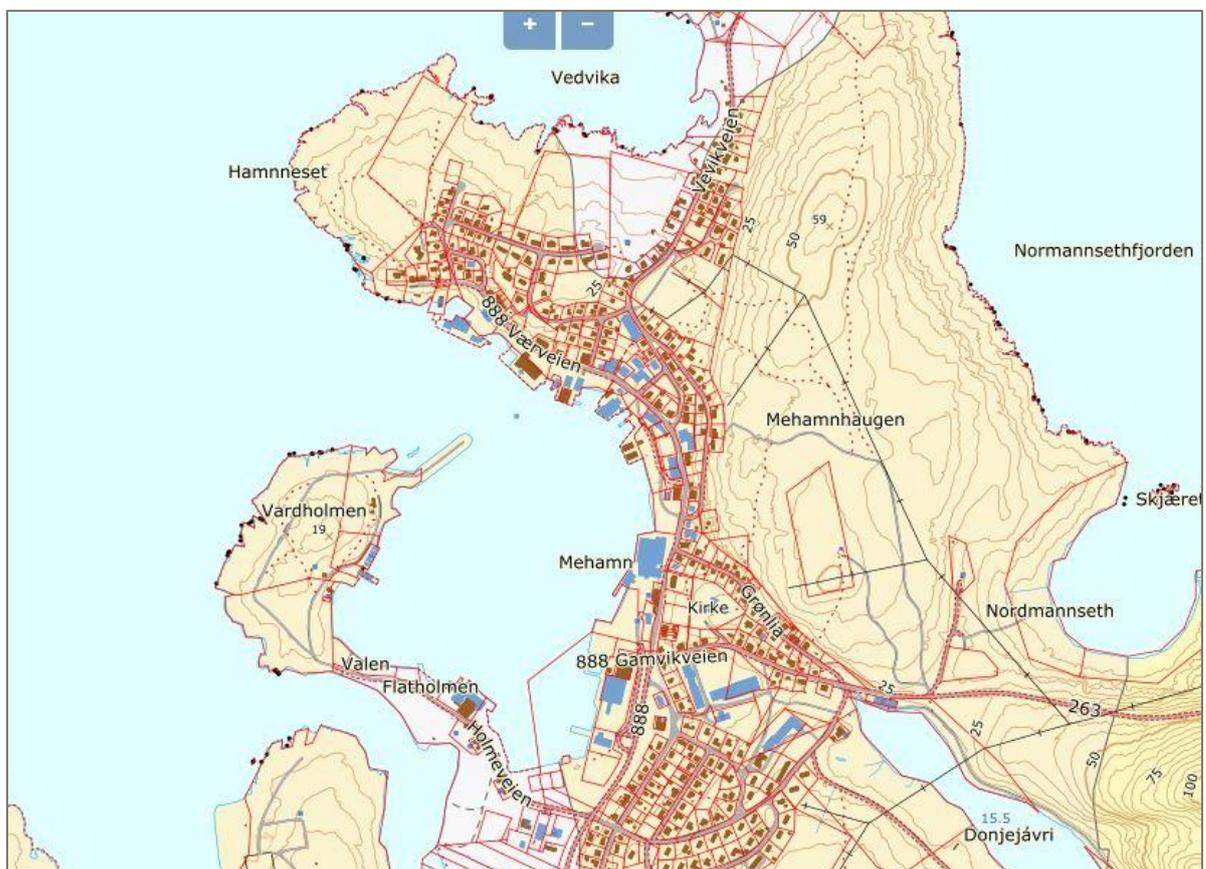 + −
Vedvika
Vevikveien
Hamnneset
59
25
50
Normannsethfjorden
25
888 Værveien
Mehamnhaugen
Skjæret
Vardholmen
19
Mehamn
Grønlia
Kirke
Nordmannseth
888 Gamvikveien
Valen
Flatholmen
25
263
888
25
Holmeveien
50
75
100
15.5
Donjejávri